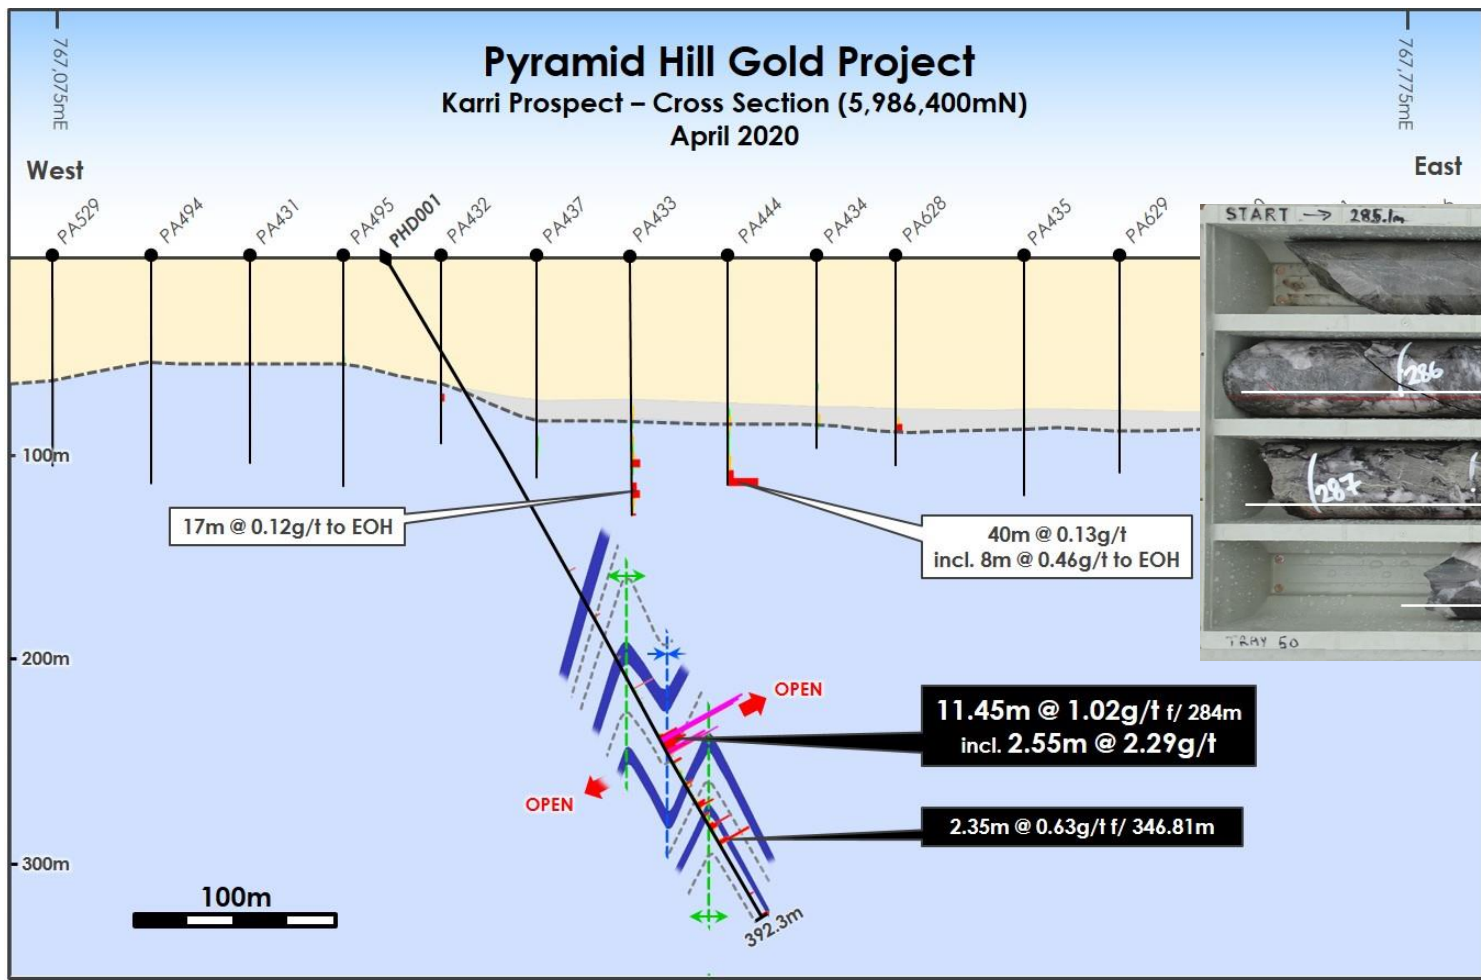 Pyramid Hill Gold Project
Karri Prospect – Cross Section (5,986,400mN)
April 2020
767,075mE
767,775mE
West
East
PA529
PA494
PA431
PA495
PHD001
PA432
PA437
PA433
PA444
PA434
PA628
PA435
PA629
START → 285.1m
286
287
TRAY 50
100m
17m @ 0.12g/t to EOH
40m @ 0.13g/t
incl. 8m @ 0.46g/t to EOH
200m
OPEN
11.45m @ 1.02g/t f/ 284m
incl. 2.55m @ 2.29g/t
OPEN
2.35m @ 0.63g/t f/ 346.81m
300m
100m
392.3m